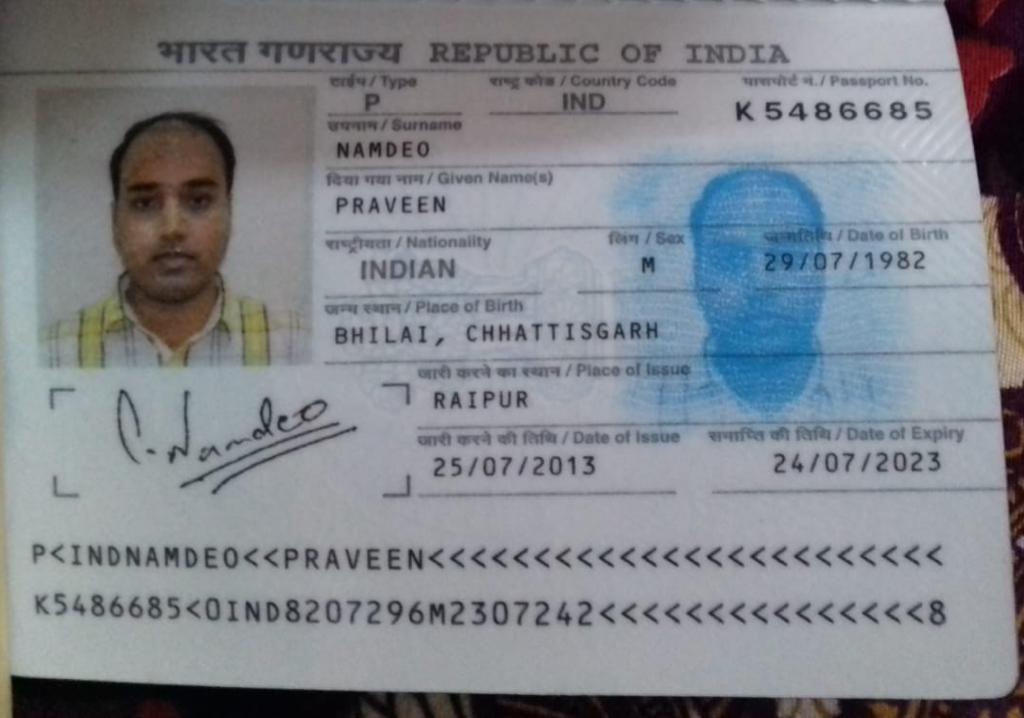 भारत गणराज्य REPUBLIC OF INDIA
टाईप / Type राष्ट्र कोड / Country Code पासपोर्ट नं. / Passport No.
P IND K 5486685
उपनाम / Surname
NAMDEO
दिया गया नाम / Given Name(s)
PRAVEEN
राष्ट्रीयता / Nationality लिंग / Sex जन्मतिथि / Date of Birth
INDIAN M 29/07/1982
जन्म स्थान / Place of Birth
BHILAI, CHHATTISGARH
जारी करने का स्थान / Place of Issue
RAIPUR
P. Namdeo
जारी करने की तिथि / Date of Issue समाप्ति की तिथि / Date of Expiry
25/07/2013 24/07/2023
P<INDNAMDEO<<PRAVEEN<<<<<<<<<<<<<<<<<<<<<<<<
K5486685<0IND8207296M2307242<<<<<<<<<<<<<<<8